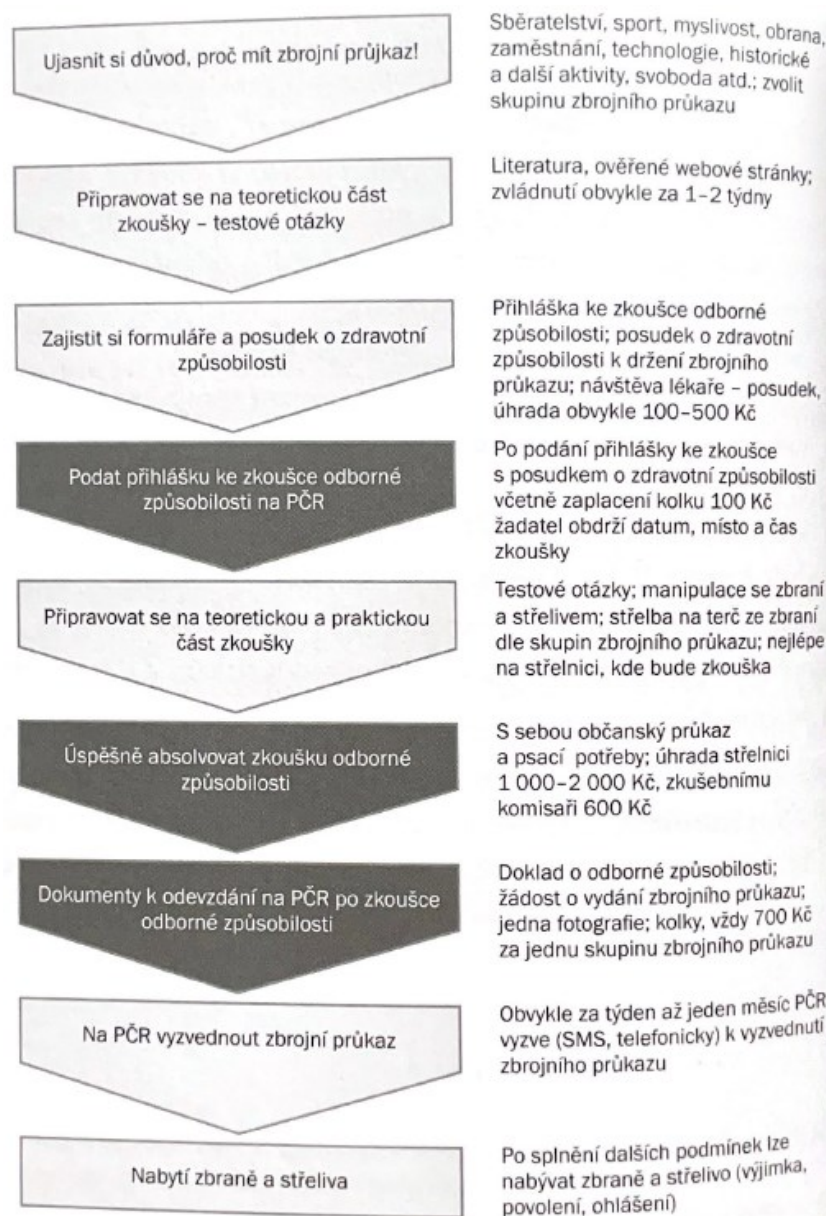 Ujasnit si důvod, proč mít zbrojní průjkaz!
Sběratelství, sport, myslivost, obrana,
zaměstnání, technologie, historické
a další aktivity, svoboda atd.; zvolit
skupinu zbrojního průkazu
Připravovat se na teoretickou část
zkoušky – testové otázky
Literatura, ověřené webové stránky;
zvládnutí obvykle za 1–2 týdny
Zajistit si formuláře a posudek o zdravotní
způsobilosti
Přihláška ke zkoušce odborné
způsobilosti; posudek o zdravotní
způsobilosti k držení zbrojního
průkazu; návštěva lékaře – posudek,
úhrada obvykle 100–500 Kč
Podat přihlášku ke zkoušce odborné
způsobilosti na PČR
Po podání přihlášky ke zkoušce
s posudkem o zdravotní způsobilosti
včetně zaplacení kolku 100 Kč
žadatel obdrží datum, místo a čas
zkoušky
Připravovat se na teoretickou a praktickou
část zkoušky
Testové otázky; manipulace se zbraní
a střelivem; střelba na terč ze zbraní
dle skupin zbrojního průkazu; nejlépe
na střelnici, kde bude zkouška
Úspěšně absolvovat zkoušku odborné
způsobilosti
S sebou občanský průkaz
a psací potřeby; úhrada střelnici
1 000–2 000 Kč, zkušebnímu
komisaři 600 Kč
Dokumenty k odevzdání na PČR po zkoušce
odborné způsobilosti
Doklad o odborné způsobilosti;
žádost o vydání zbrojního průkazu;
jedna fotografie; kolky, vždy 700 Kč
za jednu skupinu zbrojního průkazu
Na PČR vyzvednout zbrojní průkaz
Obvykle za týden až jeden měsíc PČR
vyzve (SMS, telefonicky) k vyzvednutí
zbrojního průkazu
Nabytí zbraně a střeliva
Po splnění dalších podmínek lze
nabývat zbraně a střelivo (výjimka,
povolení, ohlášení)